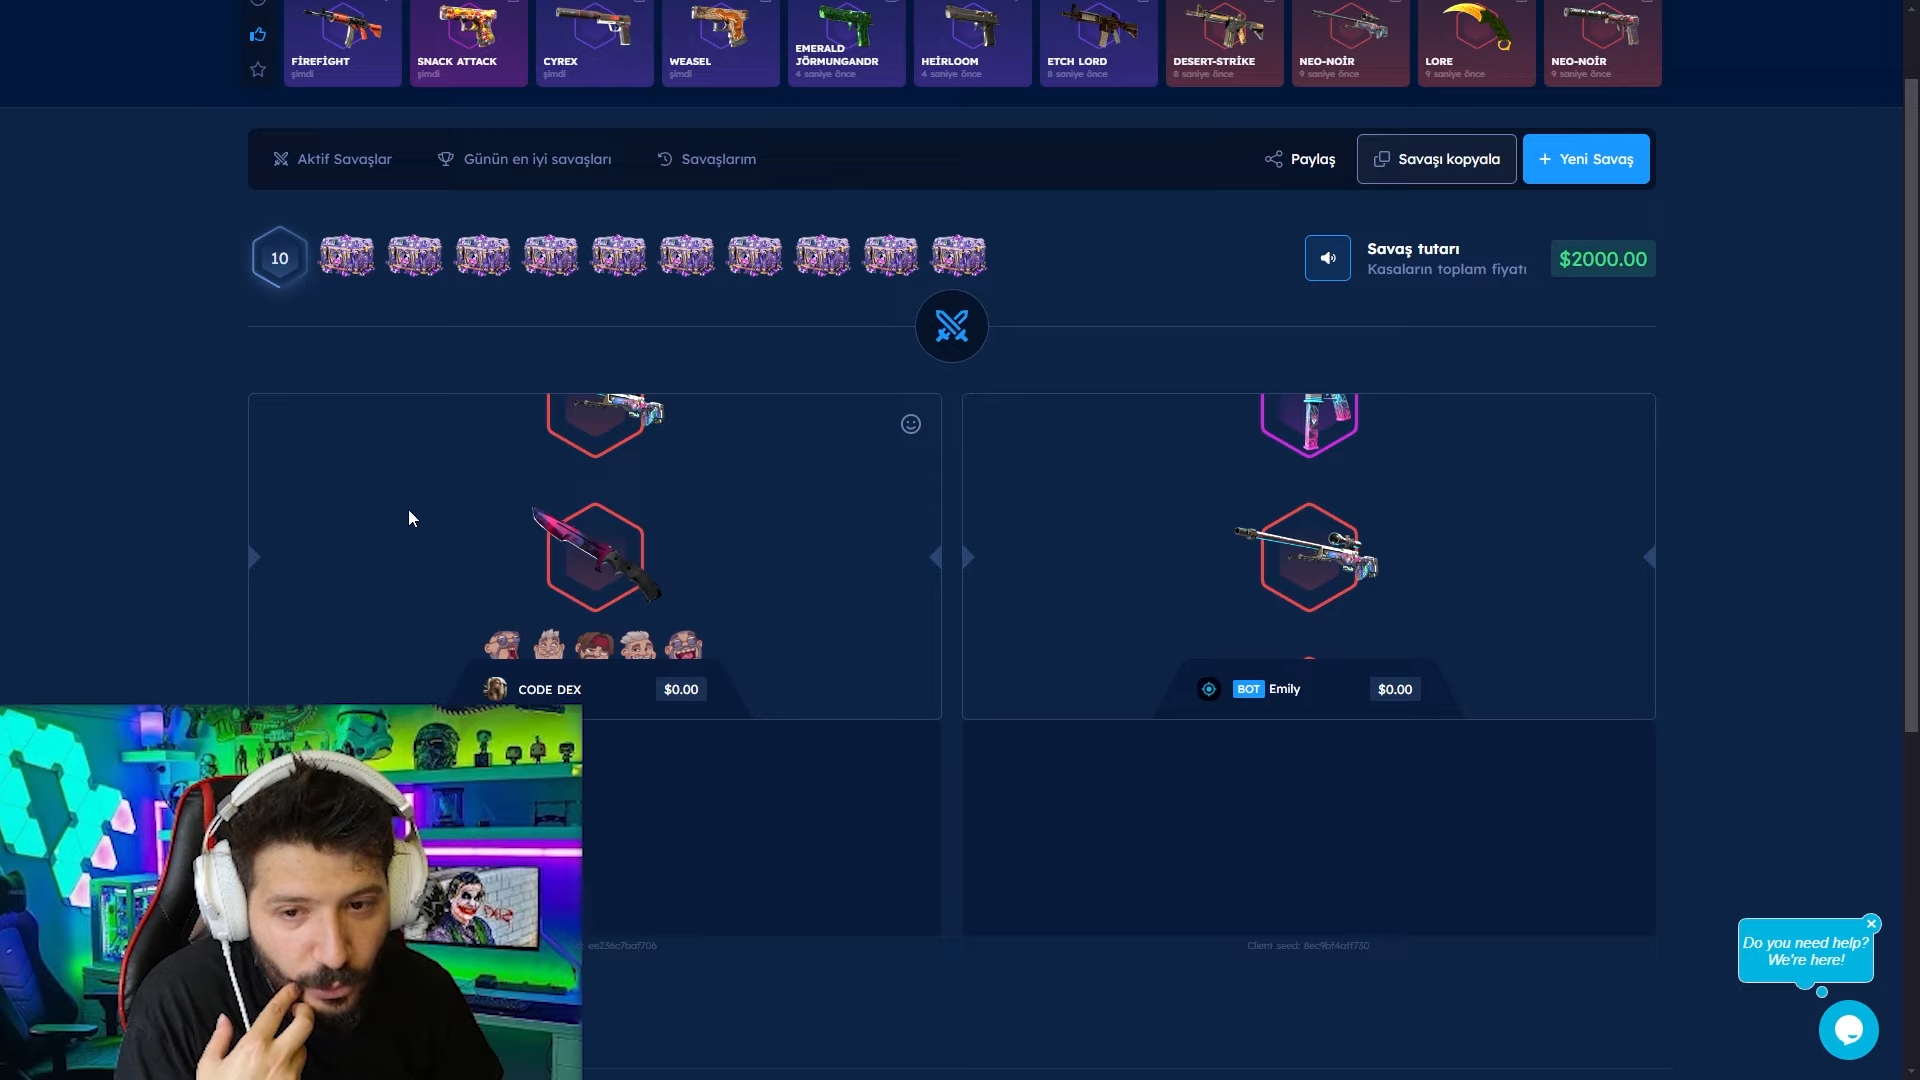 FİREFİGHT
şimdi
SNACK ATTACK
şimdi
CYREX
şimdi
WEASEL
şimdi
EMERALD
JÖRMUNGANDR
4 saniye önce
HEİRLOOM
4 saniye önce
ETCH LORD
8 saniye önce
DESERT-STRİKE
8 saniye önce
NEO-NOİR
9 saniye önce
LORE
9 saniye önce
NEO-NOİR
9 saniye önce
Aktif Savaşlar
Günün en iyi savaşları
Savaşlarım
Paylaş
Savaşı kopyala
+ Yeni Savaş
10
Savaş tutarı
Kasaların toplam fiyatı
$2000.00
CODE DEX
$0.00
BOT Emily
$0.00
ee236c7baf706
Client seed: 8ec9bf4aff730
Do you need help?
We're here!